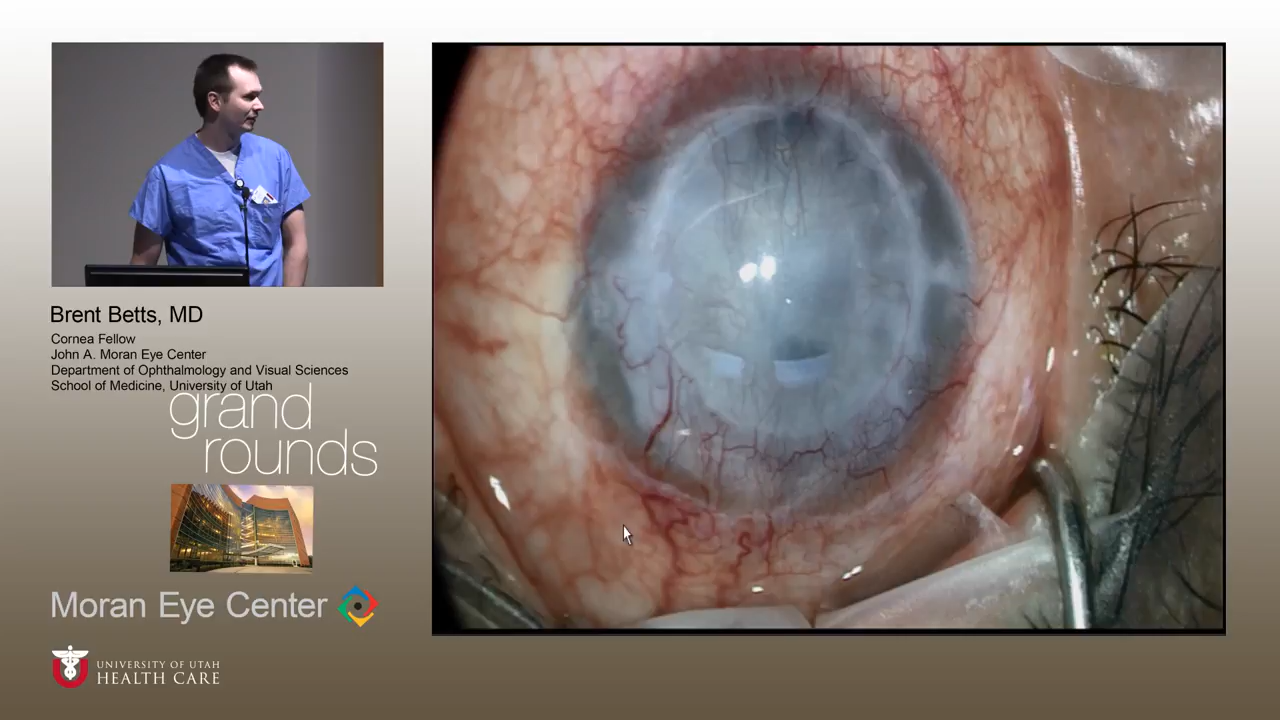 Brent Betts, MD
Cornea Fellow
John A. Moran Eye Center
Department of Ophthalmology and Visual Sciences
School of Medicine, University of Utah
grand
rounds
Moran Eye Center
UNIVERSITY OF UTAH
HEALTH CARE